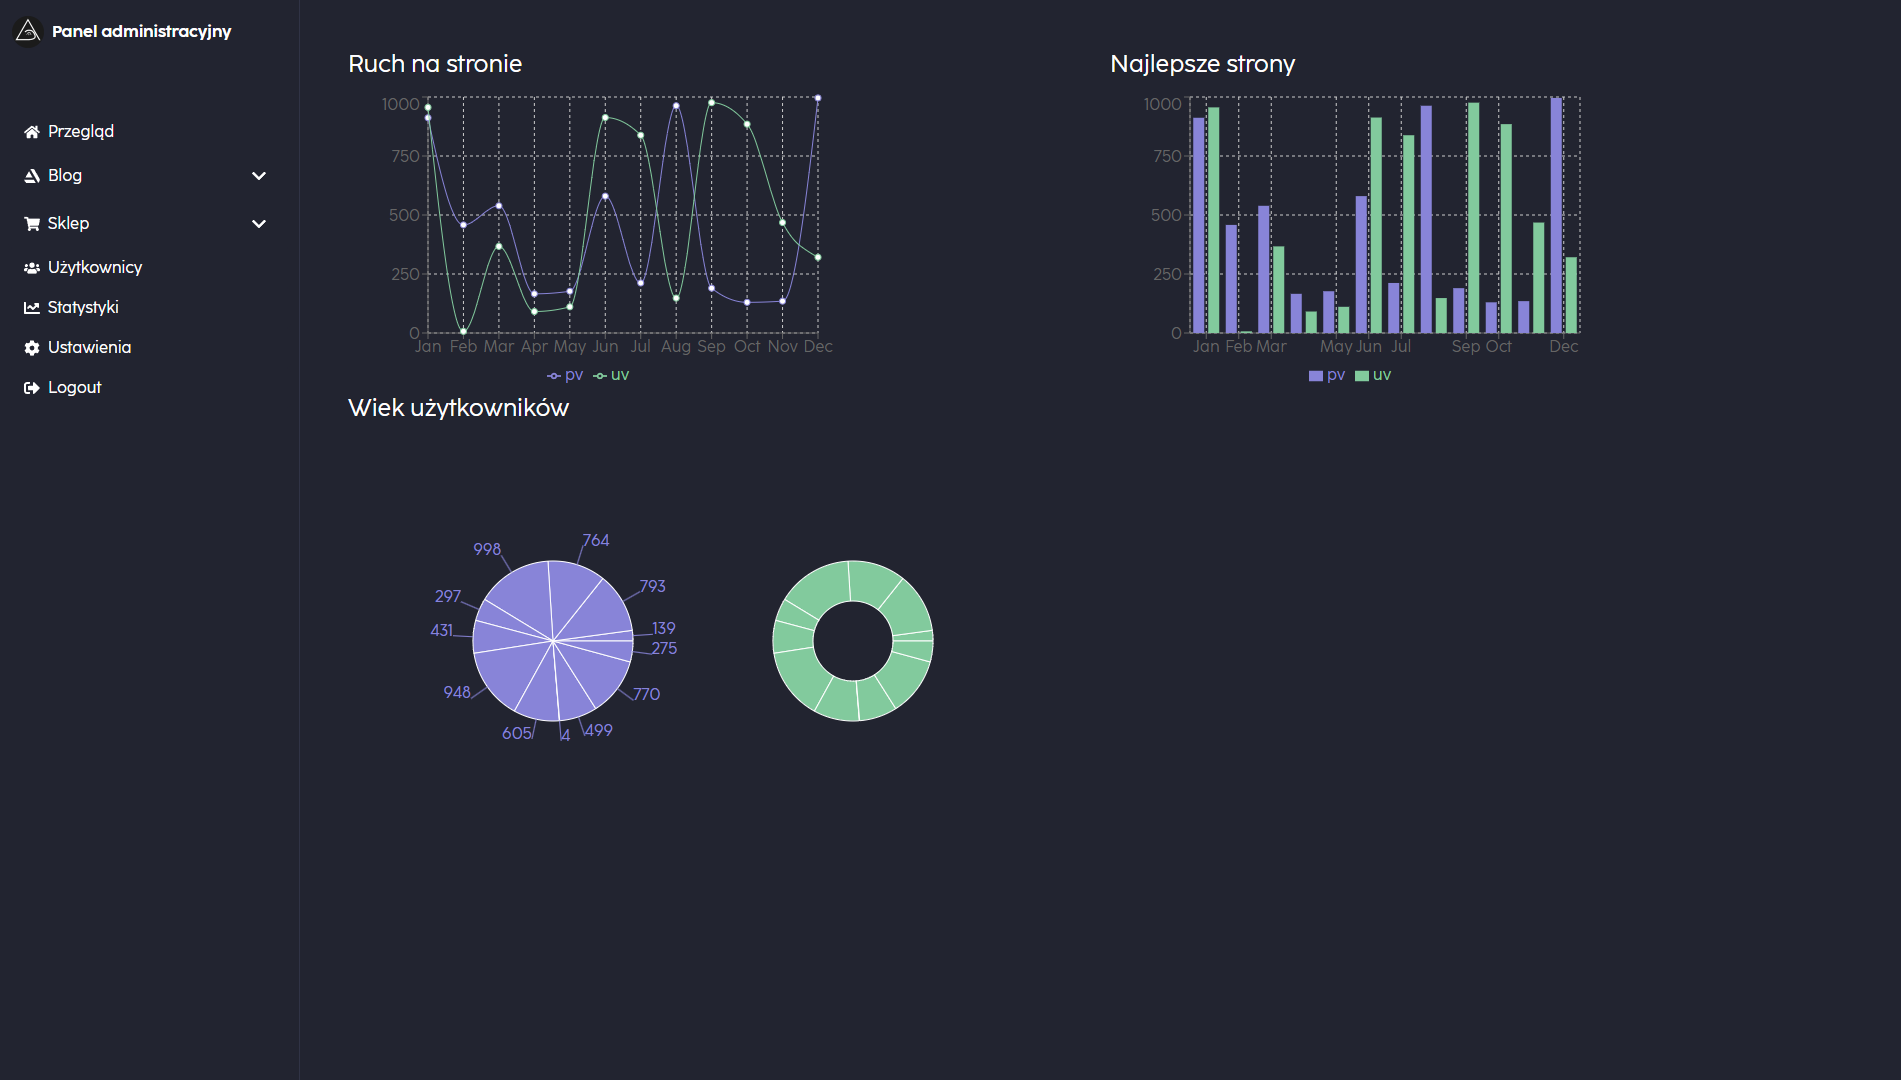 Panel administracyjny
Przegląd
Blog
Sklep
Użytkownicy
Statystyki
Ustawienia
Logout
Ruch na stronie
1000
750
500
250
0
Jan Feb Mar Apr May Jun Jul Aug Sep Oct Nov Dec
pv uv
Najlepsze strony
1000
750
500
250
0
Jan Feb Mar May Jun Jul Sep Oct Dec
pv uv
Wiek użytkowników
764
998
793
297
139
431
275
948
770
605
4
499